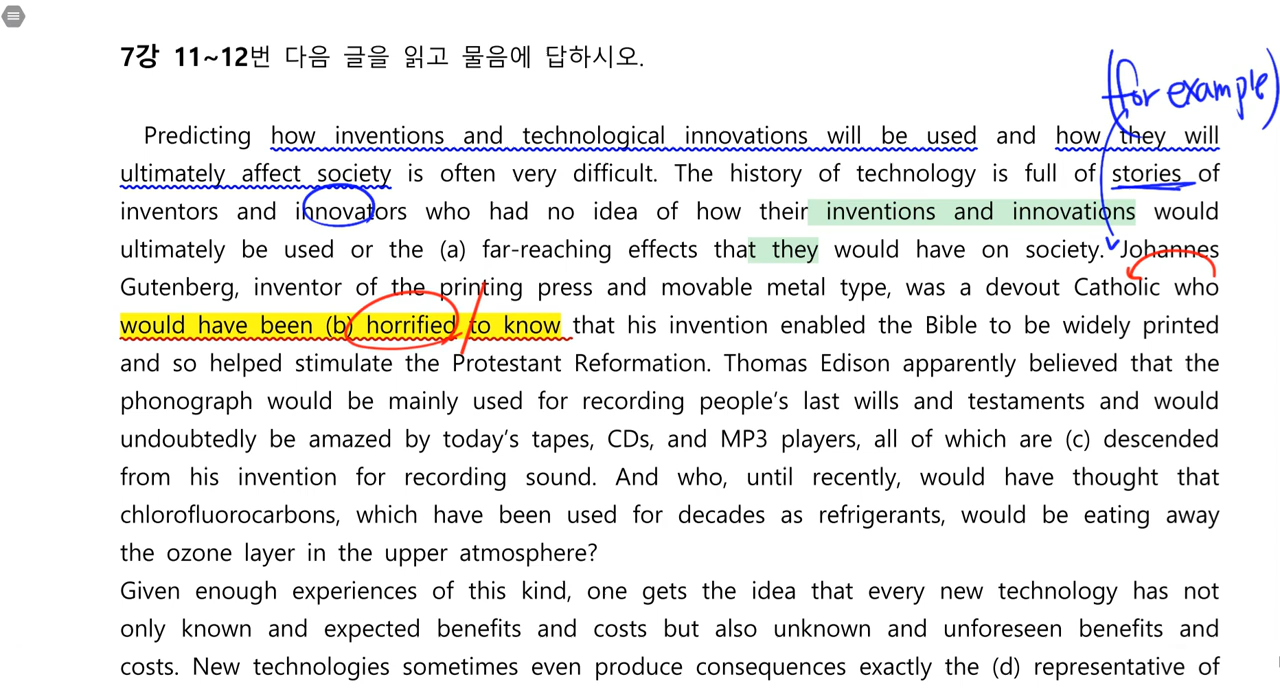 7강 11~12번 다음 글을 읽고 물음에 답하시오.
(for example)
Predicting how inventions and technological innovations will be used and how they will
ultimately affect society is often very difficult. The history of technology is full of stories of
inventors and innovators who had no idea of how their inventions and innovations would
ultimately be used or the (a) far-reaching effects that they would have on society. Johannes
Gutenberg, inventor of the printing press and movable metal type, was a devout Catholic who
would have been (b) horrified to know that his invention enabled the Bible to be widely printed
and so helped stimulate the Protestant Reformation. Thomas Edison apparently believed that the
phonograph would be mainly used for recording people's last wills and testaments and would
undoubtedly be amazed by today's tapes, CDs, and MP3 players, all of which are (c) descended
from his invention for recording sound. And who, until recently, would have thought that
chlorofluorocarbons, which have been used for decades as refrigerants, would be eating away
the ozone layer in the upper atmosphere?
Given enough experiences of this kind, one gets the idea that every new technology has not
only known and expected benefits and costs but also unknown and unforeseen benefits and
costs. New technologies sometimes even produce consequences exactly the (d) representative of